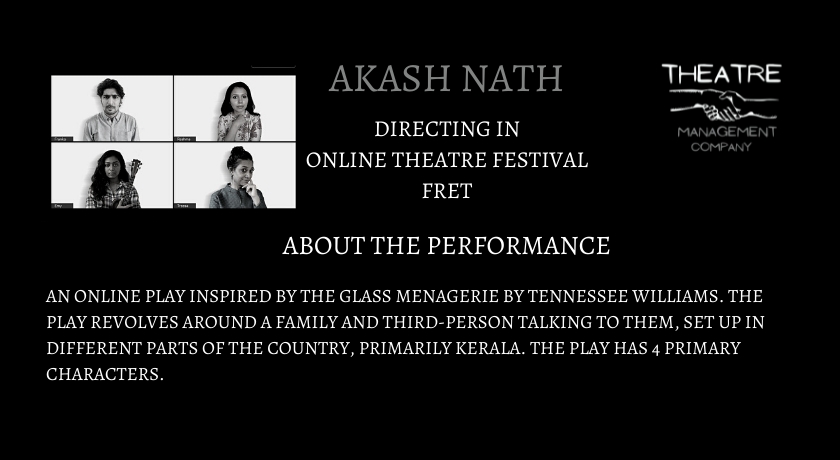 AKASH NATH
DIRECTING IN
ONLINE THEATRE FESTIVAL
FRET
THEATRE
MANAGEMENT
COMPANY
ABOUT THE PERFORMANCE
AN ONLINE PLAY INSPIRED BY THE GLASS MENAGERIE BY TENNESSEE WILLIAMS. THE
PLAY REVOLVES AROUND A FAMILY AND THIRD-PERSON TALKING TO THEM, SET UP IN
DIFFERENT PARTS OF THE COUNTRY, PRIMARILY KERALA. THE PLAY HAS 4 PRIMARY
CHARACTERS.